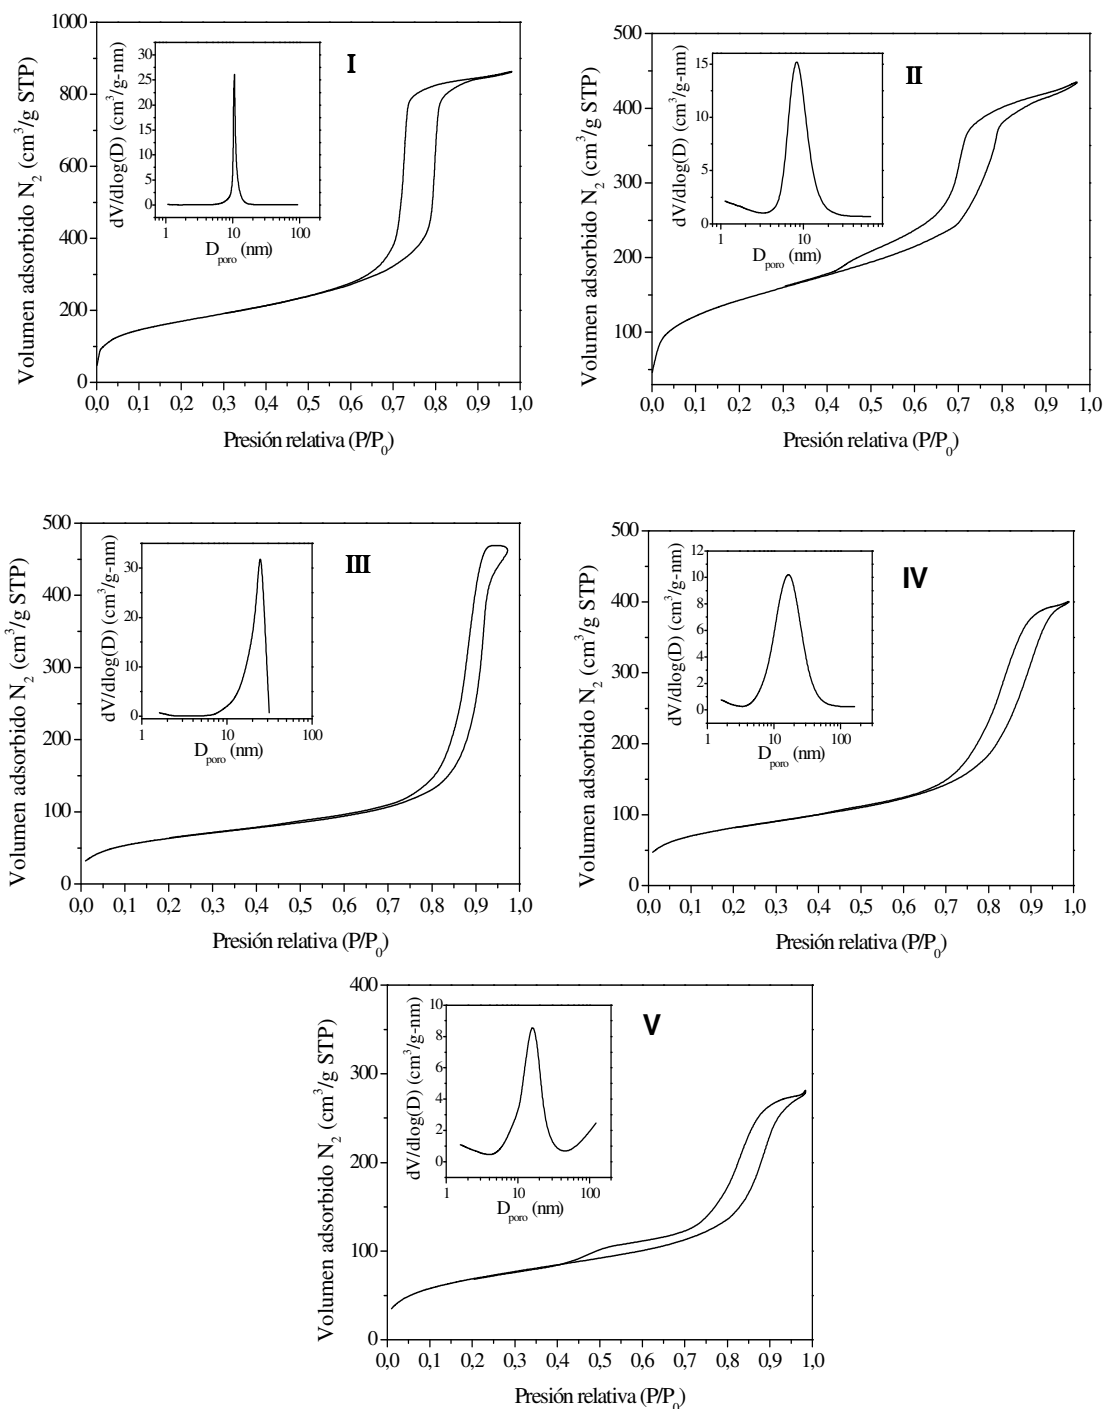 I
Volumen adsorbido N2 (cm3/g STP)
1000
800
600
400
200
0
0,0 0,1 0,2 0,3 0,4 0,5 0,6 0,7 0,8 0,9 1,0
Presión relativa (P/P0)
dV/dlog(D) (cm3/g-nm)
30
25
20
15
10
5
0
1 10 100
Dporo (nm)
II
Volumen adsorbido N2 (cm3/g STP)
500
400
300
200
100
0,0 0,1 0,2 0,3 0,4 0,5 0,6 0,7 0,8 0,9 1,0
Presión relativa (P/P0)
dV/dlog(D) (cm3/g-nm)
15
10
5
0
1 10
Dporo (nm)
III
Volumen adsorbido N2 (cm3/g STP)
500
400
300
200
100
0
0,0 0,1 0,2 0,3 0,4 0,5 0,6 0,7 0,8 0,9 1,0
Presión relativa (P/P0)
dV/dlog(D) (cm3/g-nm)
30
20
10
0
1 10 100
Dporo (nm)
IV
Volumen adsorbido N2 (cm3/g STP)
500
400
300
200
100
0
0,0 0,1 0,2 0,3 0,4 0,5 0,6 0,7 0,8 0,9 1,0
Presión relativa (P/P0)
dV/dlog(D) (cm3/g-nm)
12
10
8
6
4
2
0
1 10 100
Dporo (nm)
V
Volumen adsorbido N2 (cm3/g STP)
400
300
200
100
0
0,0 0,1 0,2 0,3 0,4 0,5 0,6 0,7 0,8 0,9 1,0
Presión relativa (P/P0)
dV/dlog(D) (cm3/g-nm)
10
8
6
4
2
0
1 10 100
Dporo (nm)